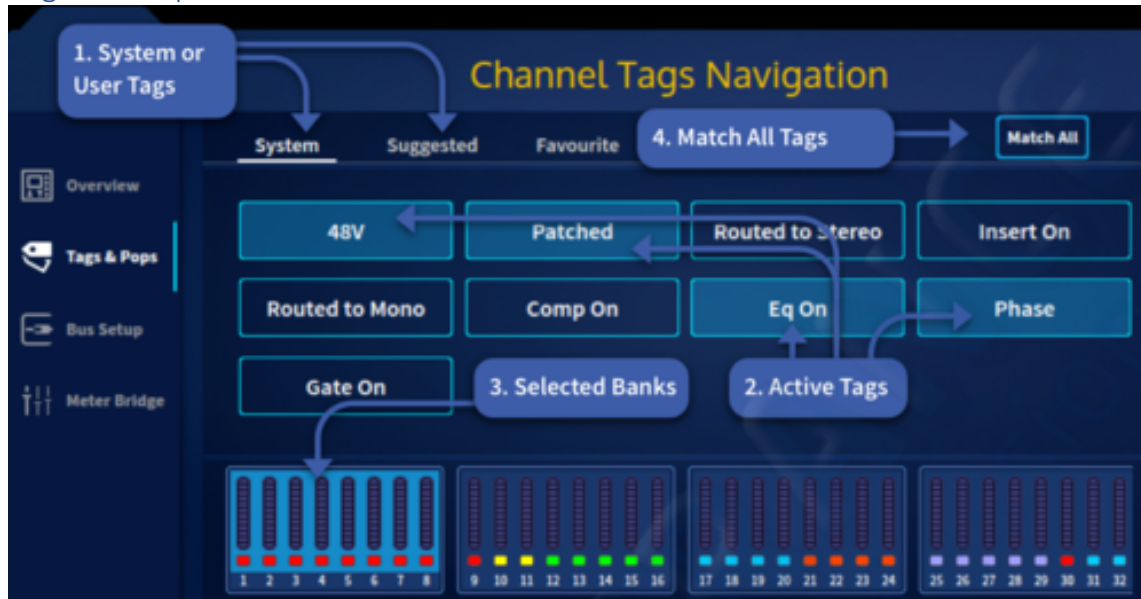 1. System or
User Tags
Channel Tags Navigation
System Suggested Favourite
4. Match All Tags
Match All
Overview
Tags & Pops
Bus Setup
Meter Bridge
48V Patched Routed to Stereo Insert On
Routed to Mono Comp On Eq On Phase
Gate On
3. Selected Banks
2. Active Tags
1 2 3 4 5 6 7 8 9 10 11 12 13 14 15 16 17 18 19 20 21 22 23 24 25 26 27 28 29 30 31 32